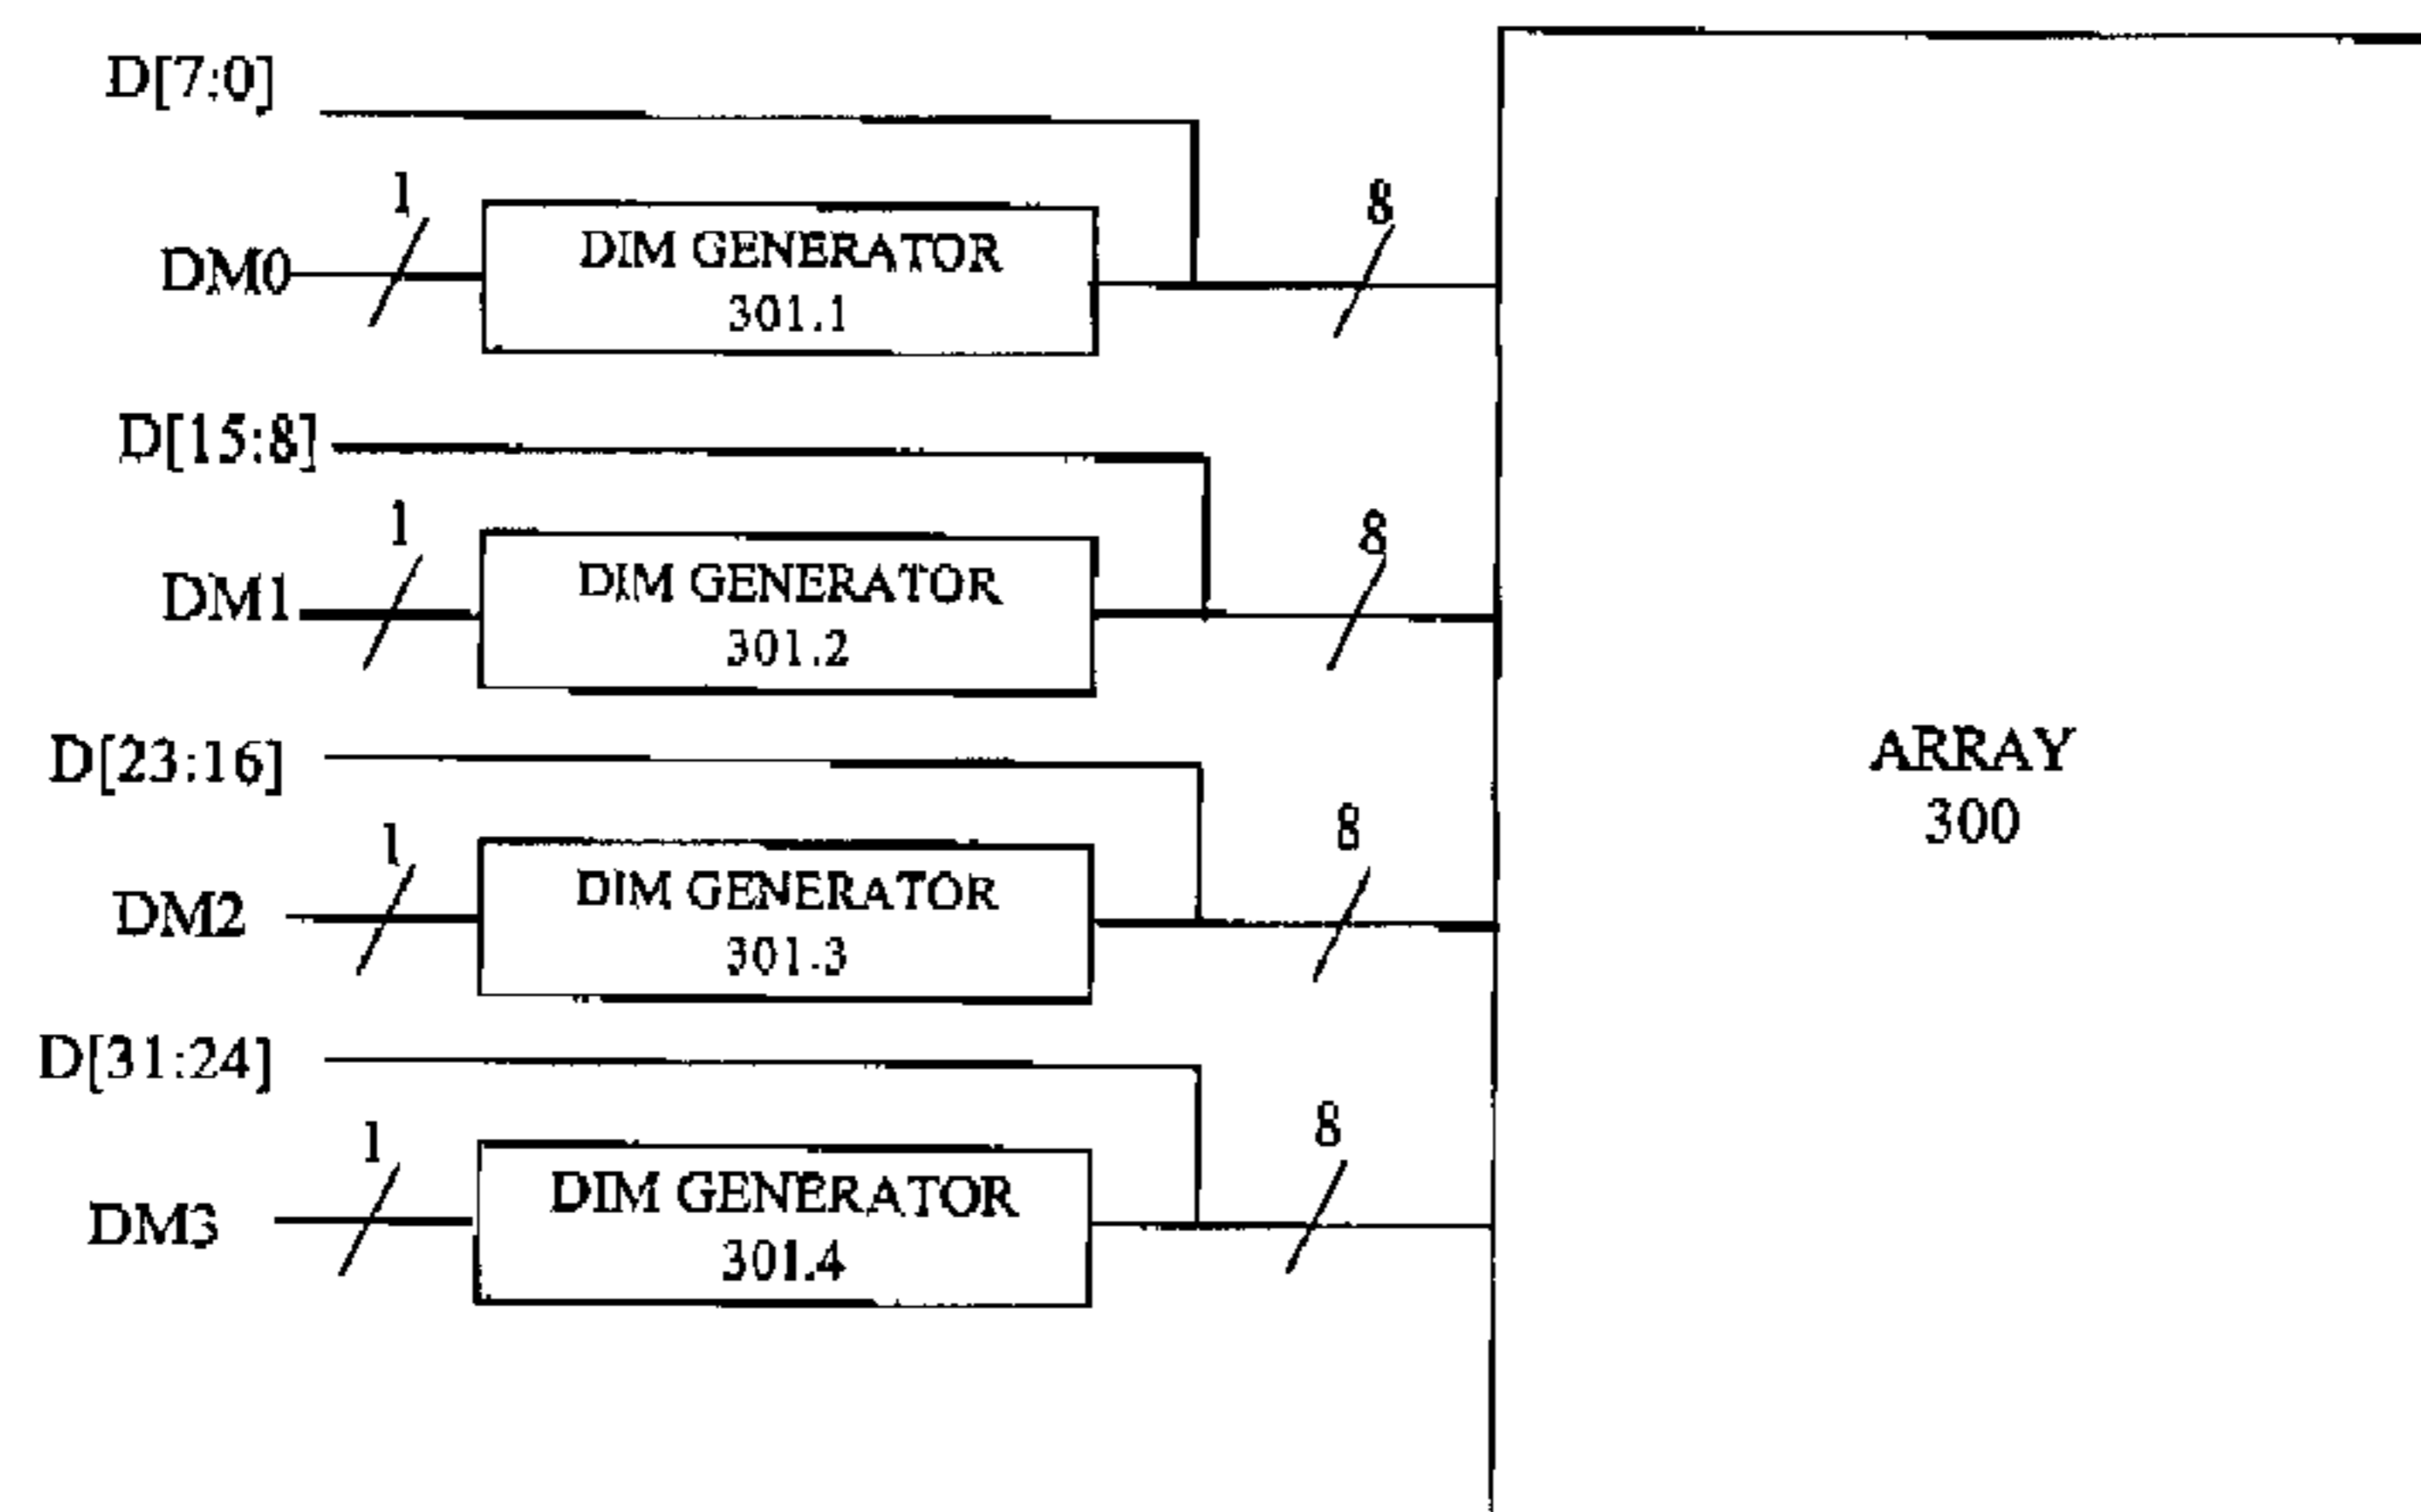 D[7:0]
1
8
DM0
DIM GENERATOR
301.1
D[15:8]
1
8
DM1
DIM GENERATOR
301.2
D[23:16]
ARRAY
300
1
8
DM2
DIM GENERATOR
301.3
D[31:24]
1
8
DM3
DIM GENERATOR
301.4